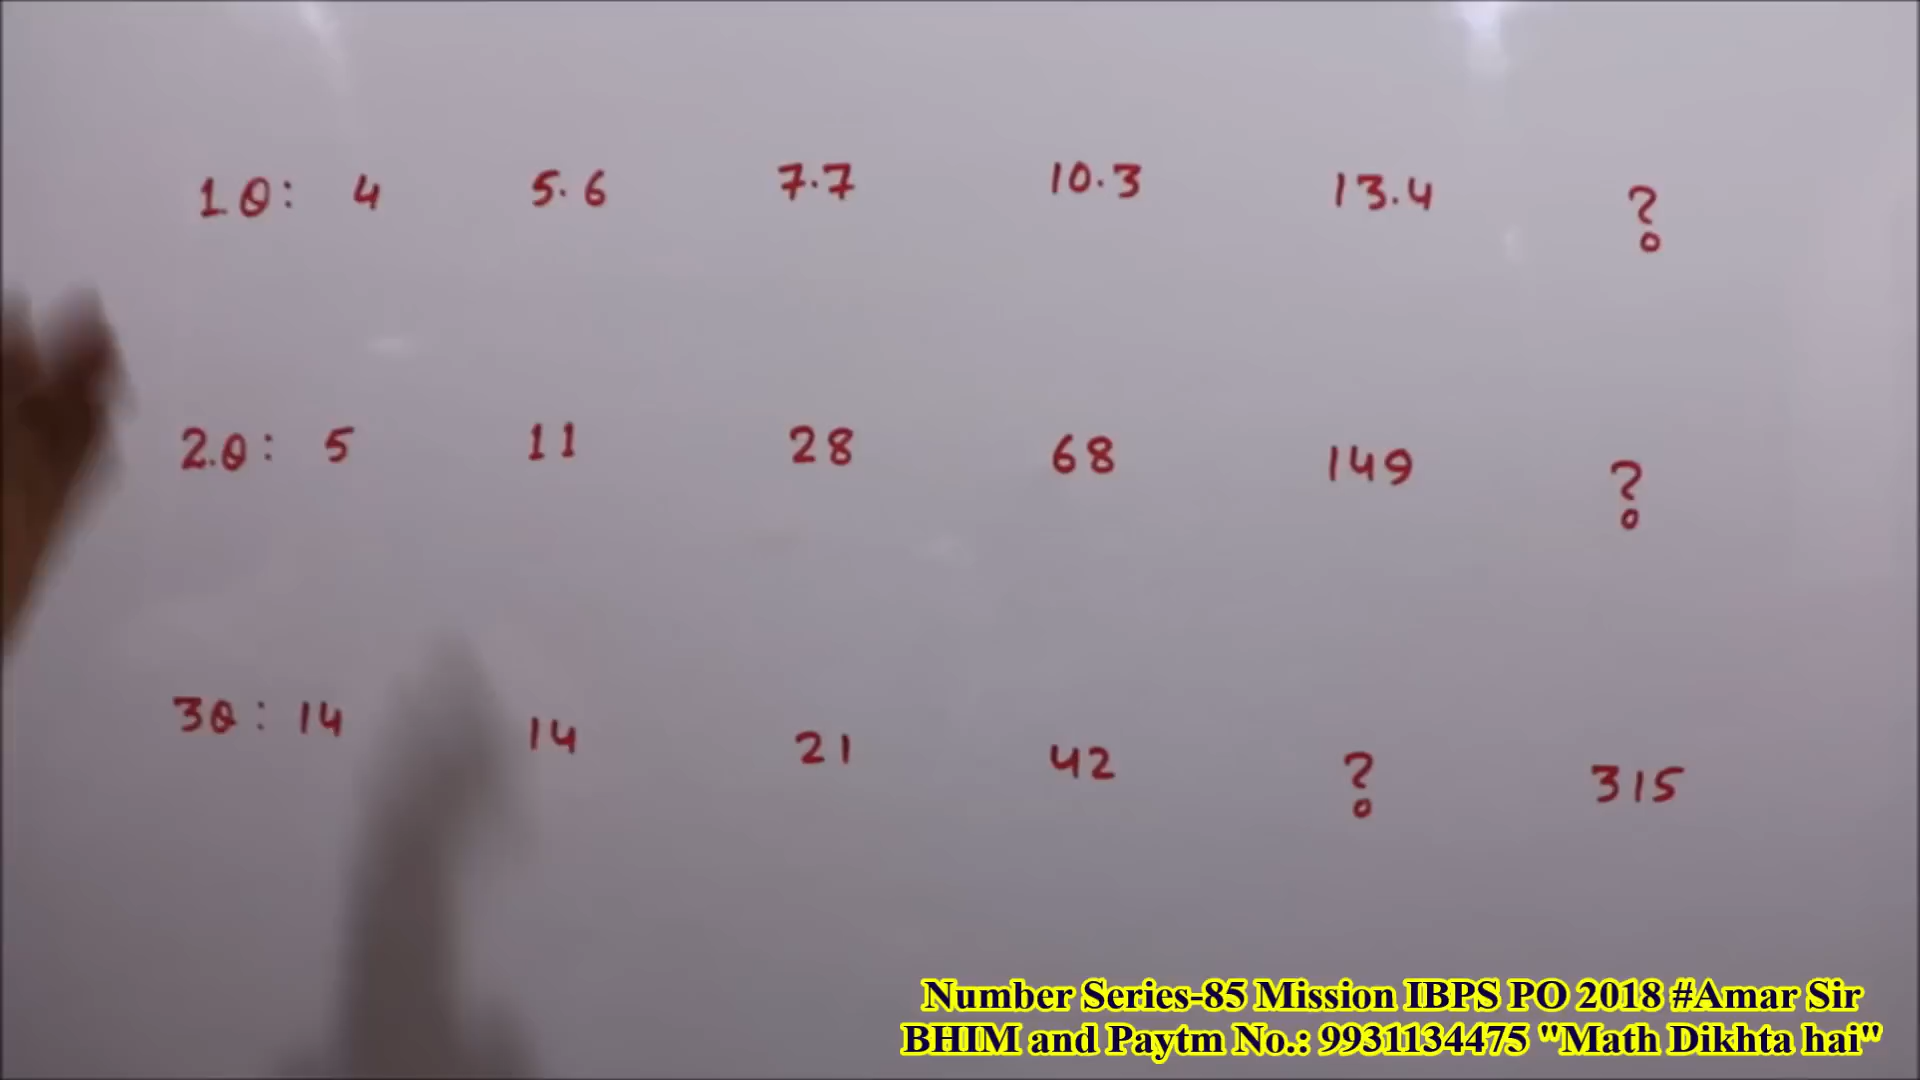 1Q: 4 5.6 7.7 10.3 13.4 ?
2.Q: 5 11 28 68 149 ?
3Q: 14 14 21 42 ? 315
Number Series-85 Mission IBPS PO 2018 #Amar Sir
BHIM and Paytm No.: 9931134475 "Math Dikhta hai"